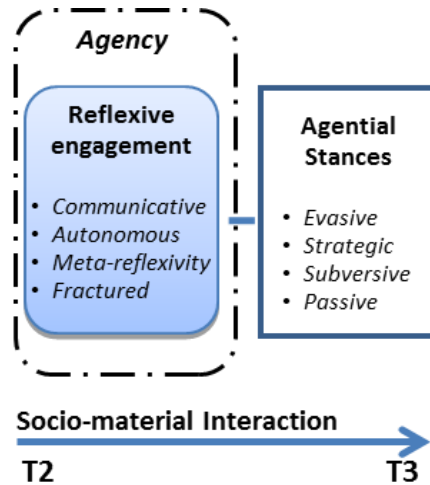 Agency
Reflexive
engagement
• Communicative
• Autonomous
• Meta-reflexivity
• Fractured
Agential
Stances
• Evasive
• Strategic
• Subversive
• Passive
Socio-material Interaction
T2 T3